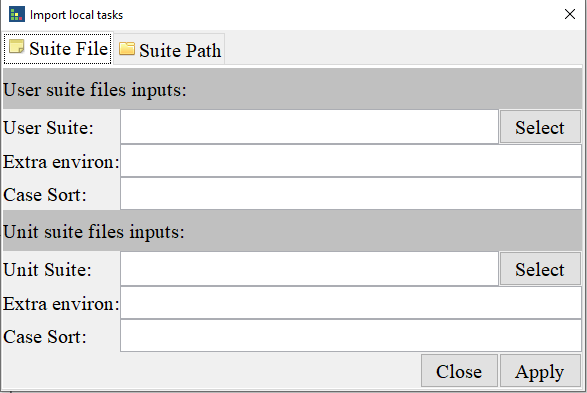 Import local tasks
Suite File Suite Path
User suite files inputs:
User Suite: Select
Extra environ:
Case Sort:
Unit suite files inputs:
Unit Suite: Select
Extra environ:
Case Sort:
Close Apply